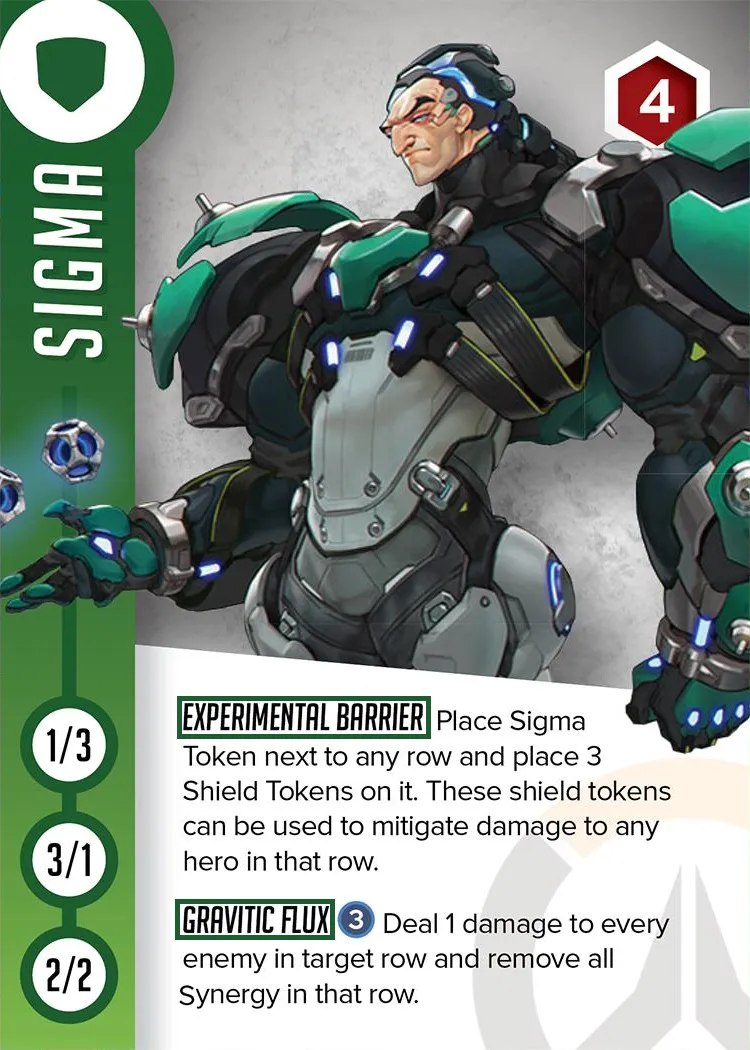 4
SIGMA
1/3
3/1
2/2
EXPERIMENTAL BARRIER Place Sigma
Token next to any row and place 3
Shield Tokens on it. These shield tokens
can be used to mitigate damage to any
hero in that row.
GRAVITIC FLUX 3 Deal 1 damage to every
enemy in target row and remove all
Synergy in that row.